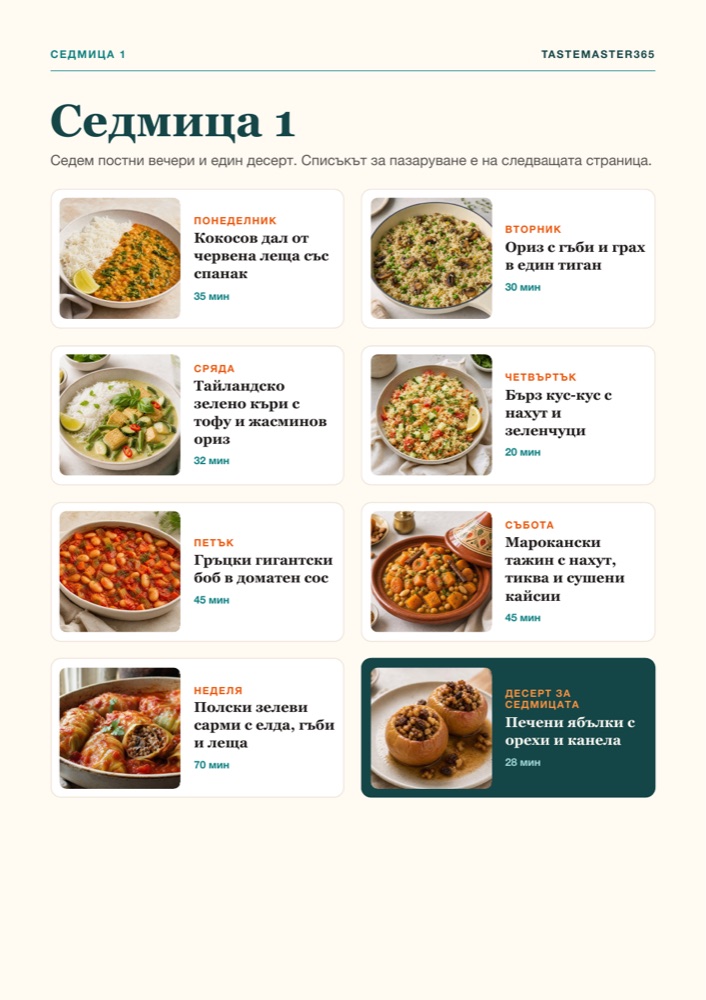 СЕДМИЦА 1
TASTEMASTER365
Седмица 1
Седем постни вечери и един десерт. Списъкът за пазаруване е на следващата страница.
ПОНЕДЕЛНИК
Кокосов дал от
червена леща със
спанак
35 мин
ВТОРНИК
Ориз с гъби и грах
в един тиган
30 мин
СРЯДА
Тайландско
зелено къри с
тофу и жасминов
ориз
32 мин
ЧЕТВЪРТЪК
Бърз кус-кус с
нахут и
зеленчуци
20 мин
ПЕТЪК
Гръцки гигантски
боб в доматен сос
45 мин
СЪБОТА
Марокански
тажин с нахут,
тиква и сушени
кайсии
45 мин
НЕДЕЛЯ
Полски зелеви
сарми с елда, гъби
и леща
70 мин
ДЕСЕРТ ЗА
СЕДМИЦАТА
Печени ябълки с
орехи и канела
28 мин